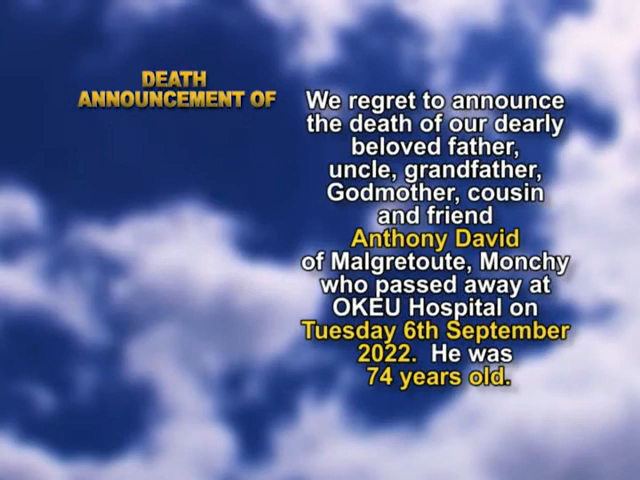 DEATH
ANNOUNCEMENT OF
We regret to announce
the death of our dearly
beloved father,
uncle, grandfather,
Godmother, cousin
and friend
Anthony David
of Malgretoute, Monchy
who passed away at
OKEU Hospital on
Tuesday 6th September
2022. He was
74 years old.